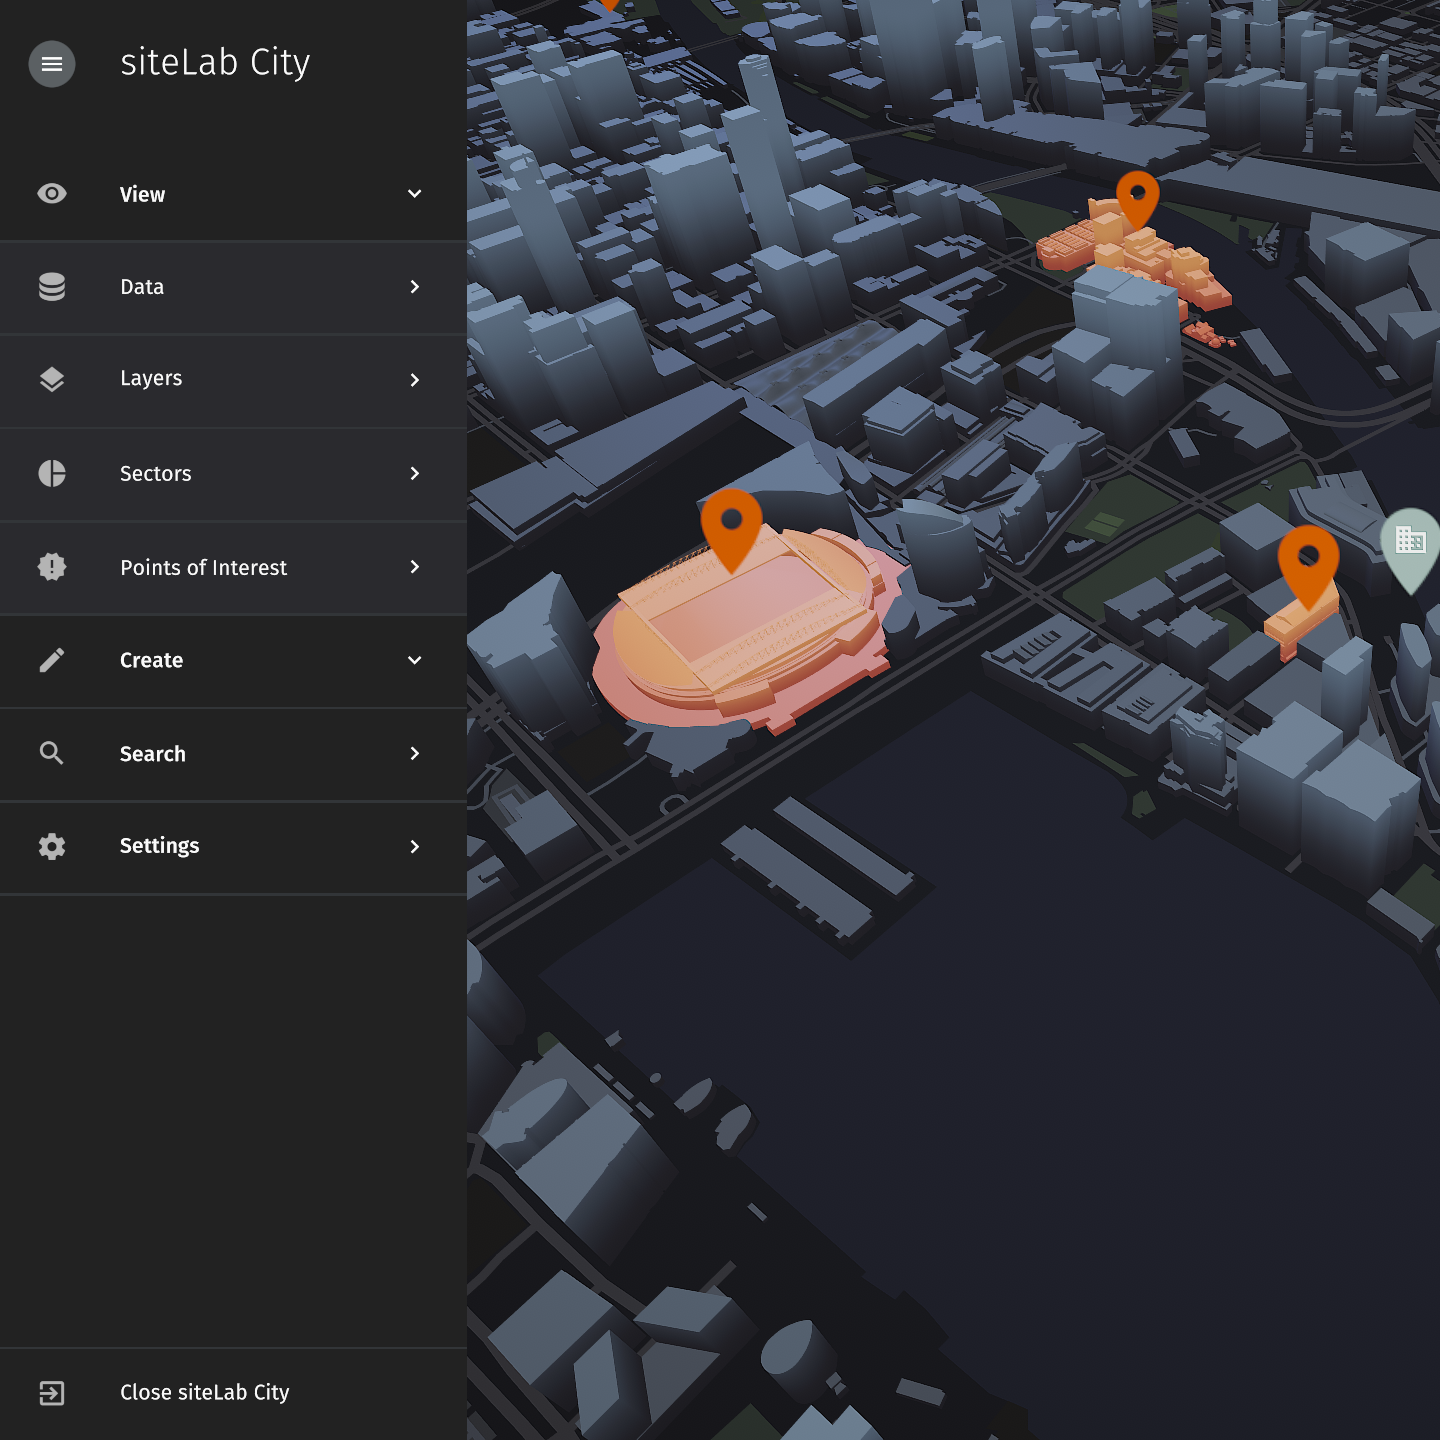 siteLab City
View
Data
Layers
Sectors
Points of Interest
Create
Search
Settings
Close siteLab City